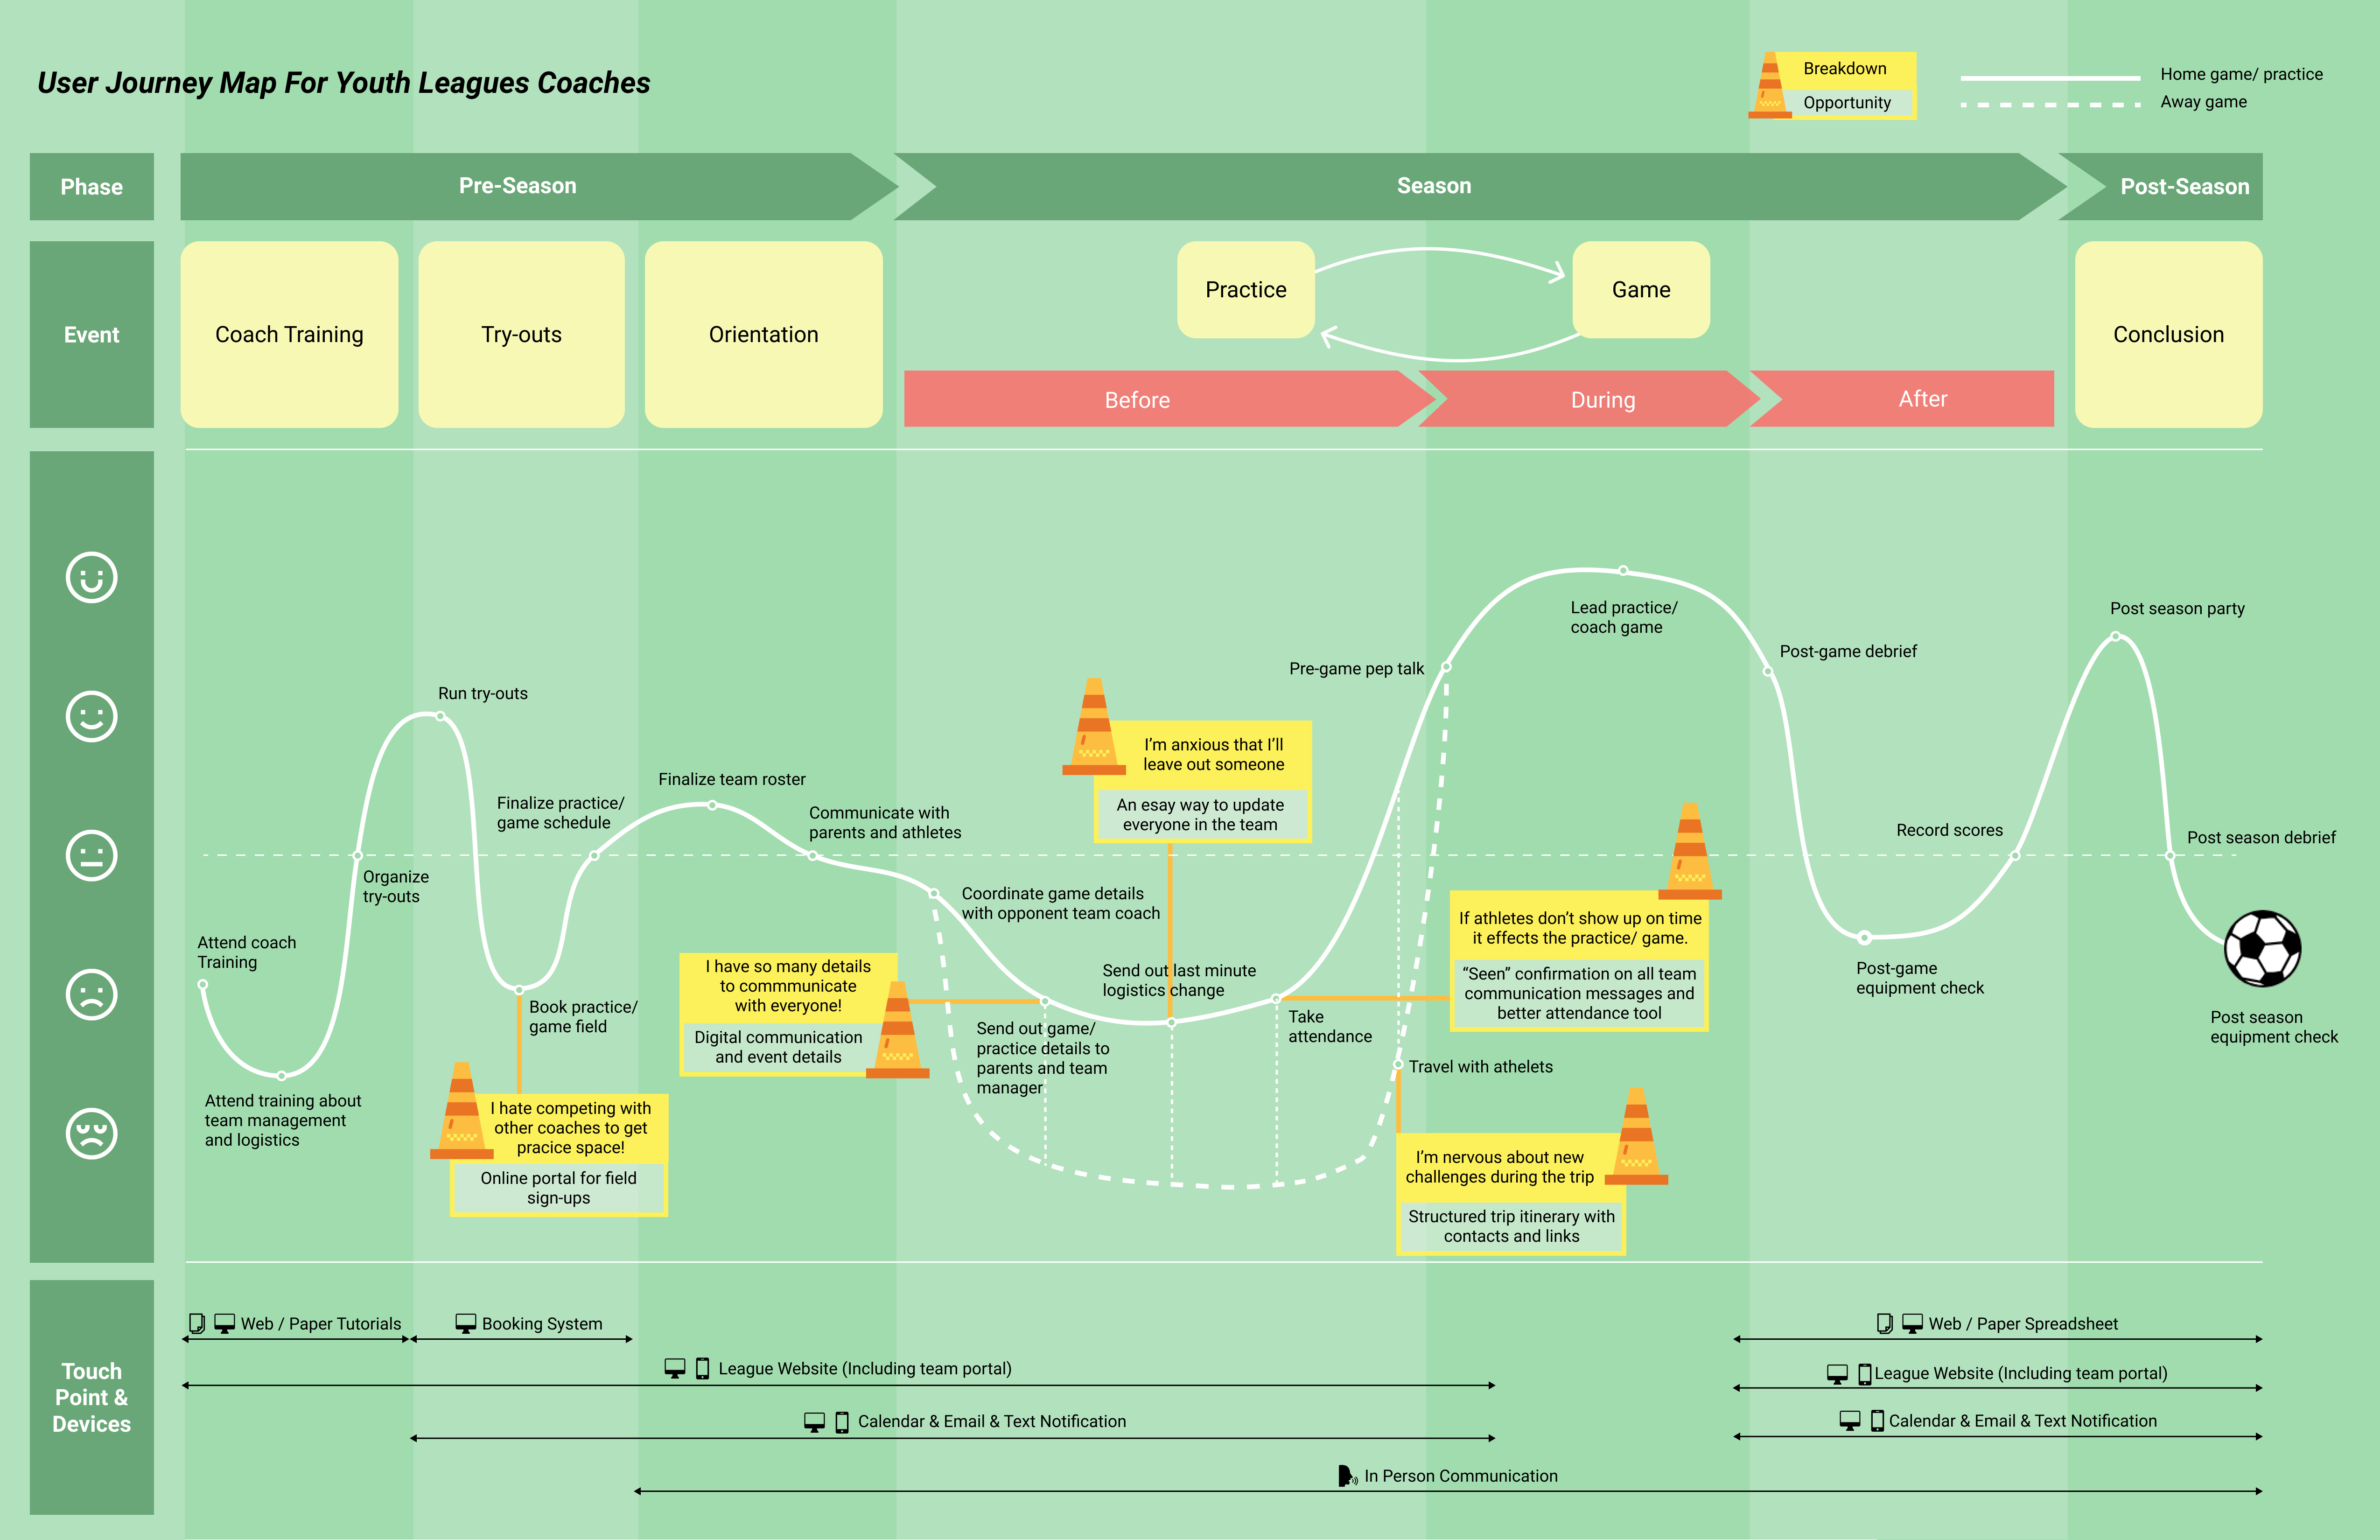 User Journey Map For Youth Leagues Coaches
Breakdown
Opportunity
Home game/ practice
Away game
Phase
Pre-Season
Season
Post-Season
Event
Coach Training
Try-outs
Orientation
Practice
Game
Conclusion
Before
During
After
Attend coach
Training
Attend training about
team management
and logistics
Organize
try-outs
Run try-outs
Book practice/
game field
I hate competing with
other coaches to get
pracice space!
Online portal for field
sign-ups
Finalize practice/
game schedule
Finalize team roster
Communicate with
parents and athletes
Coordinate game details
with opponent team coach
I have so many details
to commmunicate
with everyone!
Digital communication
and event details
Send out game/
practice details to
parents and team
manager
I'm anxious that I'll
leave out someone
An esay way to update
everyone in the team
Send out last minute
logistics change
Take
attendance
If athletes don't show up on time
it effects the practice/ game.
“Seen” confirmation on all team
communication messages and
better attendance tool
Travel with athelets
I'm nervous about new
challenges during the trip
Structured trip itinerary with
contacts and links
Pre-game pep talk
Lead practice/
coach game
Post-game debrief
Post-game
equipment check
Record scores
Post season party
Post season debrief
Post season
equipment check
Touch
Point &
Devices
Web / Paper Tutorials
Booking System
League Website (Including team portal)
Calendar & Email & Text Notification
In Person Communication
Web / Paper Spreadsheet
League Website (Including team portal)
Calendar & Email & Text Notification